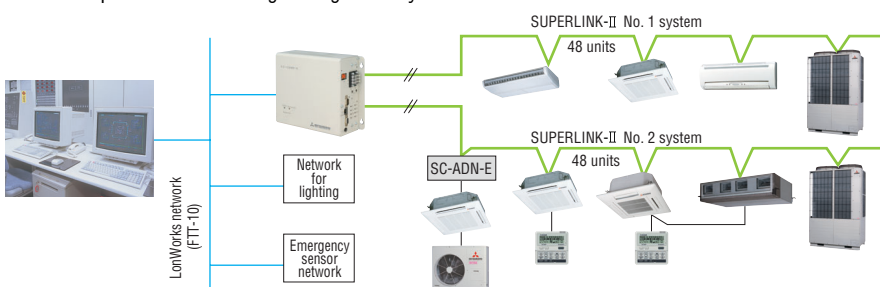 SUPERLINK-II No. 1 system
48 units
SUPERLINK-II No. 2 system
48 units
SC-ADN-E
Network
for
lighting
Emergency
sensor
network
LonWorks network
(FTT-10)